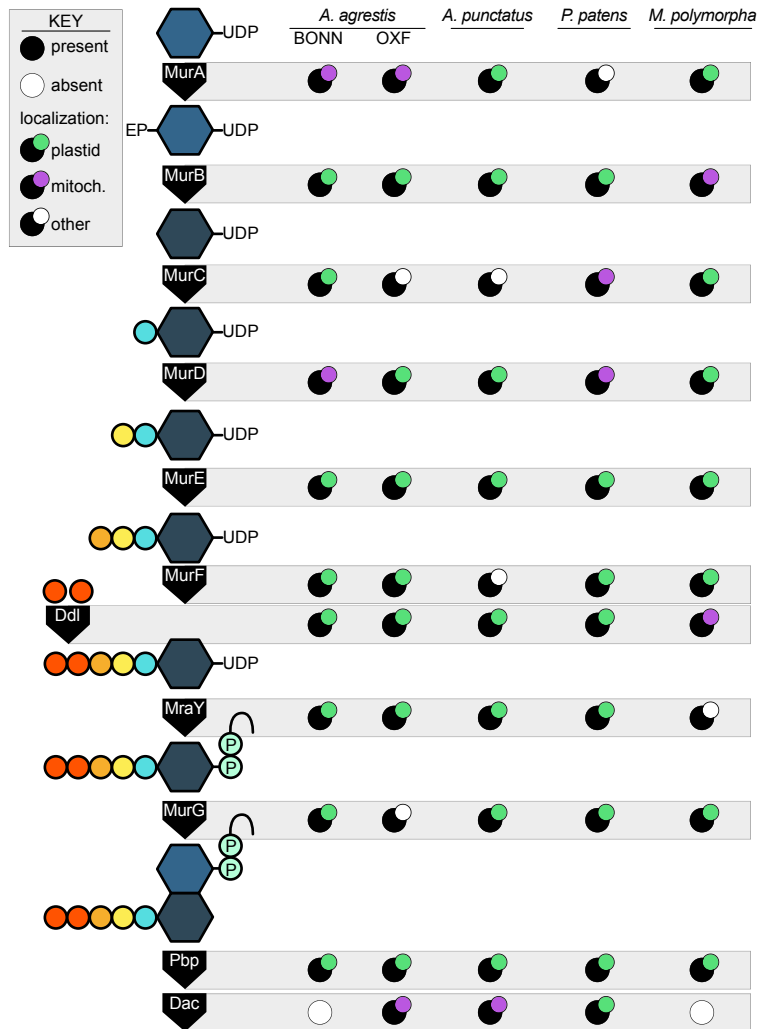 KEY
present
absent
localization:
plastid
mitoch.
other
A. agrestis A. punctatus P. patens M. polymorpha
BONN OXF
UDP
MurA
EP UDP
MurB
UDP
MurC
UDP
MurD
UDP
MurE
UDP
MurF
Ddl
UDP
MraY
P
P
MurG
P
P
Pbp
Dac